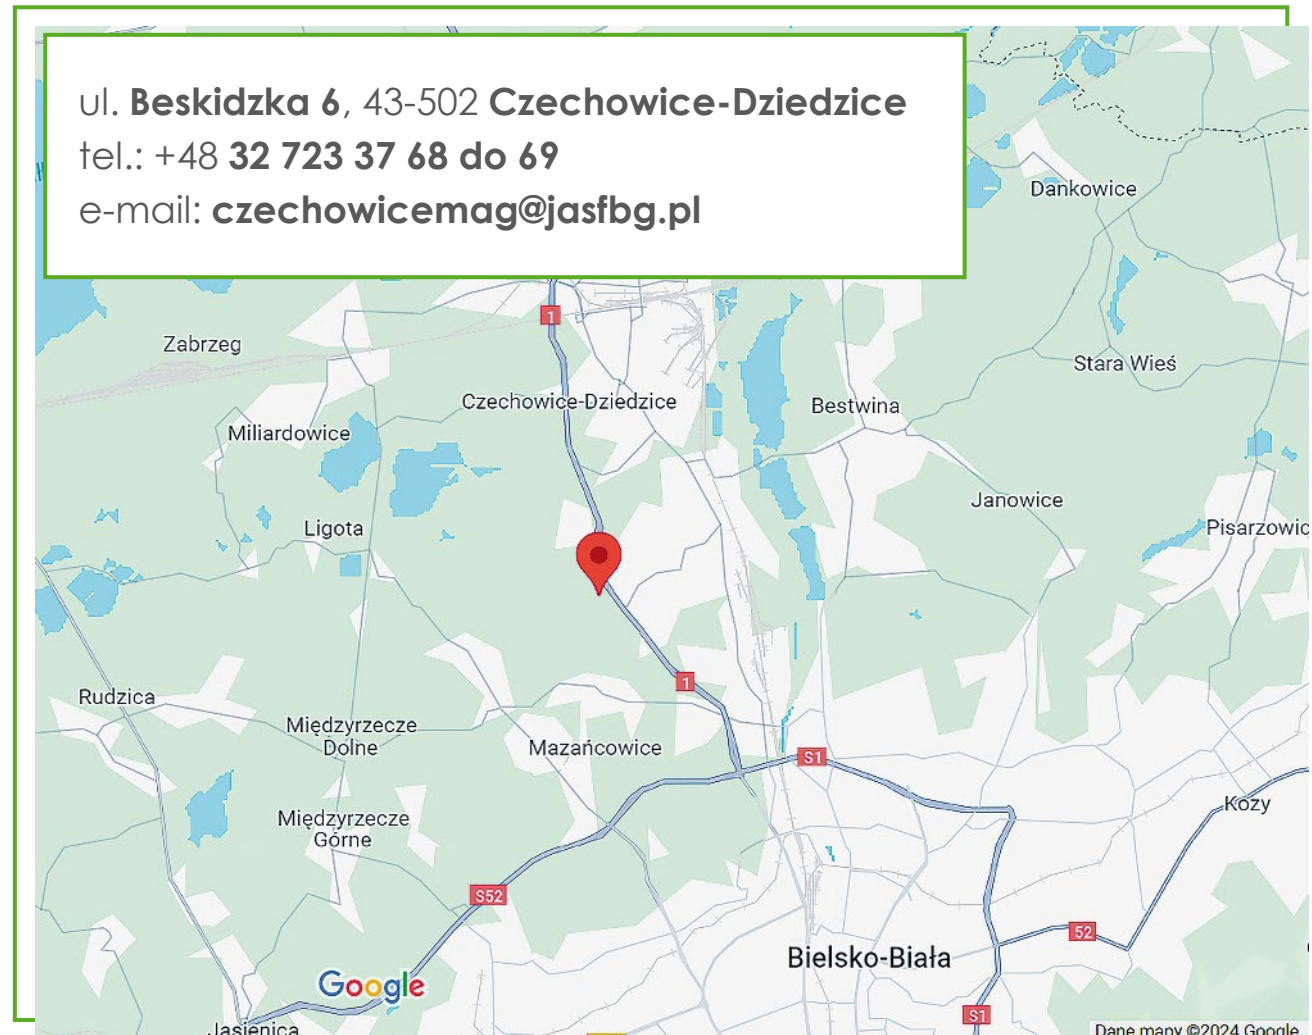 ul. Beskidzka 6, 43-502 Czechowice-Dziedzice
tel.: +48 32 723 37 68 do 69
e-mail: czechowicemag@jasfbg.pl
Dankowice
1
Zabrzeg
Stara Wieś
Czechowice-Dziedzice
Bestwina
Miliardowice
Janowice
Ligota
Pisarzowic
1
Rudzica
Międzyrzecze
Dolne
Mazańcowice
S1
Kozy
Międzyrzecze
Górne
S52
52
Bielsko-Biała
Google
S1
Jasienica
Dane mapy ©2024 Google